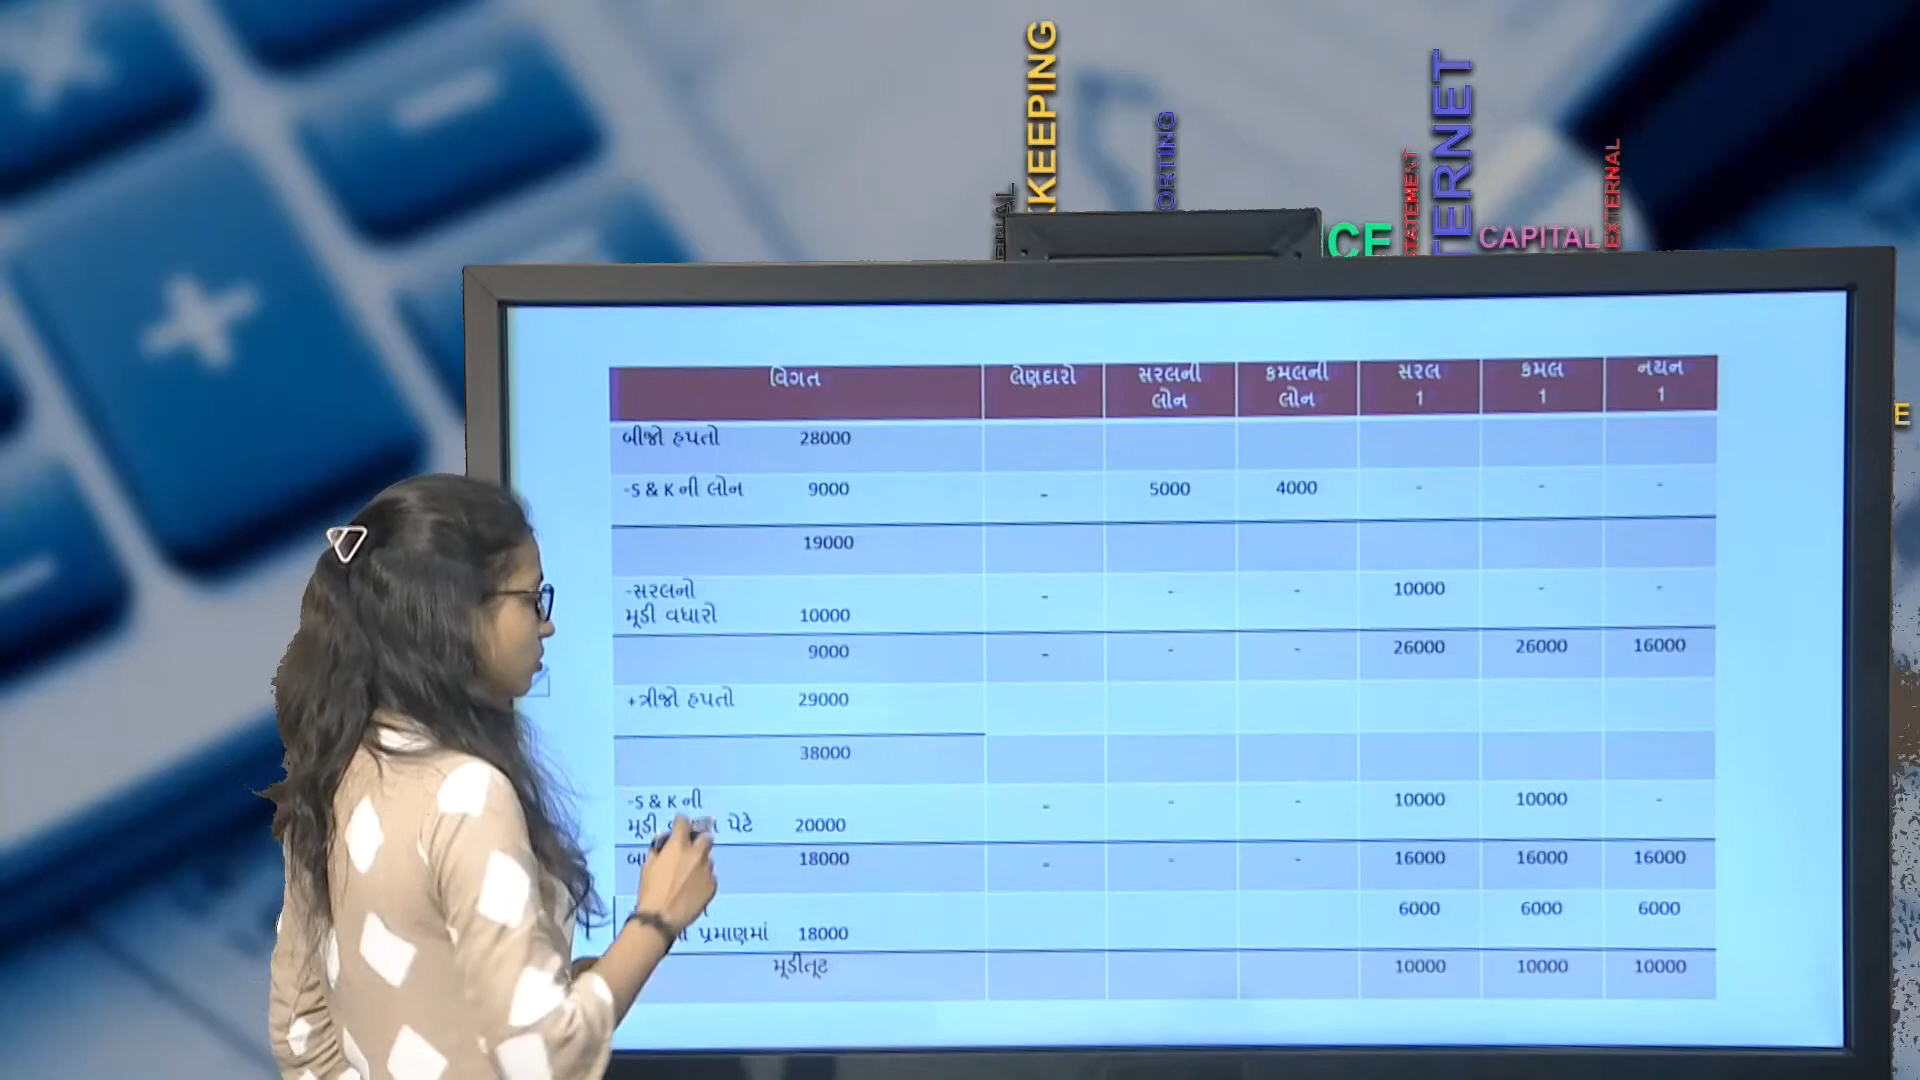 KEEPING
ORTING
STATEMENT
TERNET
CE
CAPITAL
EXTERNAL
E
વિગત લેણદારો સરલની લોન કમલની લોન સરલ 1 કમલ 1 નયન 1
બીજો હપતો 28000
-S & K ની લોન 9000 - 5000 4000 - - -
19000
-સરલનો
મૂડી વધારો 10000 - - - 10000 - -
9000 - - - 26000 26000 16000
+ત્રીજો હપતો 29000
38000
-S & K ની
મૂડી પેટે 20000 - - - 10000 10000 -
18000 - - - 16000 16000 16000
6000 6000 6000
પ્રમાણમાં 18000
મૂડીતૂટ 10000 10000 10000